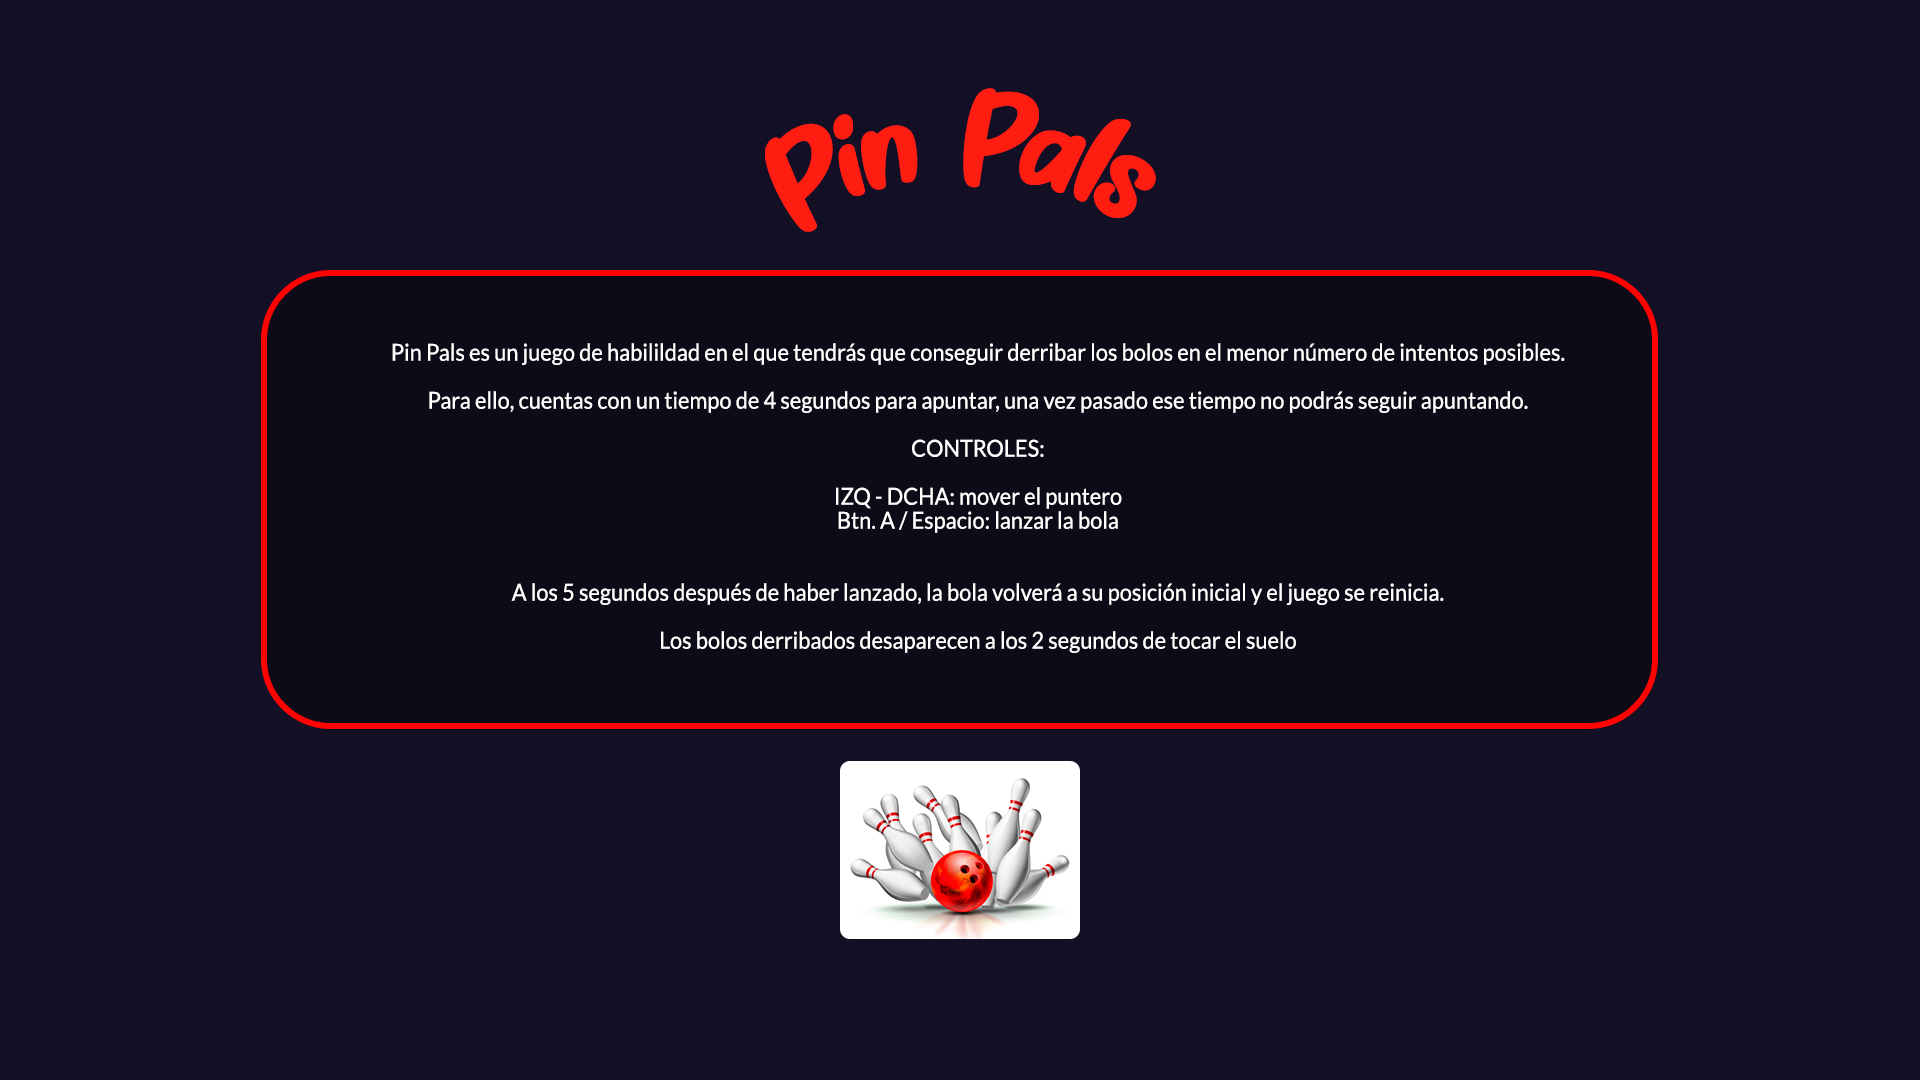 Pin Pals
Pin Pals es un juego de habilildad en el que tendrás que conseguir derribar los bolos en el menor número de intentos posibles.
Para ello, cuentas con un tiempo de 4 segundos para apuntar, una vez pasado ese tiempo no podrás seguir apuntando.
CONTROLES:
IZQ - DCHA: mover el puntero
Btn. A / Espacio: lanzar la bola
A los 5 segundos después de haber lanzado, la bola volverá a su posición inicial y el juego se reinicia.
Los bolos derribados desaparecen a los 2 segundos de tocar el suelo